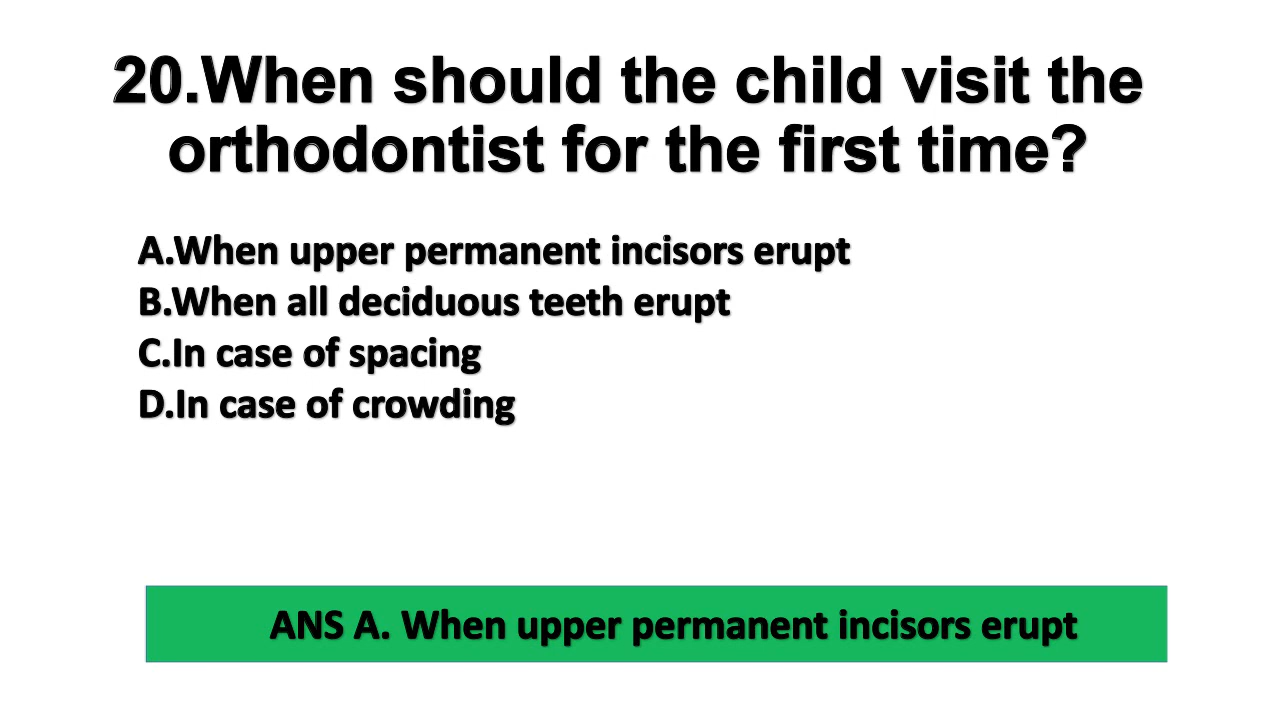 20.When should the child visit the
orthodontist for the first time?
A.When upper permanent incisors erupt
B.When all deciduous teeth erupt
C.In case of spacing
D.In case of crowding
ANS A. When upper permanent incisors erupt